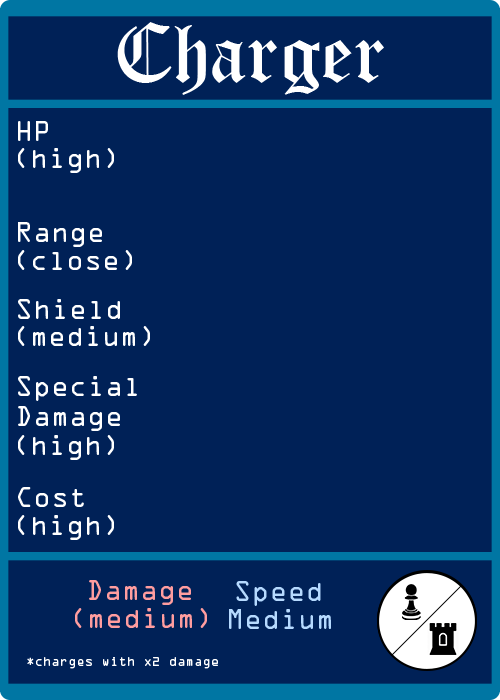 Charger
HP
(high)
Range
(close)
Shield
(medium)
Special
Damage
(high)
Cost
(high)
Damage
(medium)
Speed
Medium
*charges with x2 damage